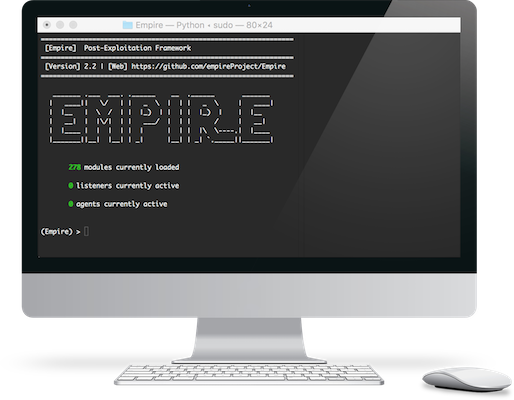 Empire — Python • sudo — 80×24
[Empire] Post-Exploitation Framework
[Version] 2.2 | [Web] https://github.com/empireProject/Empire
EMPIRE
278 modules currently loaded
0 listeners currently active
0 agents currently active
(Empire) >